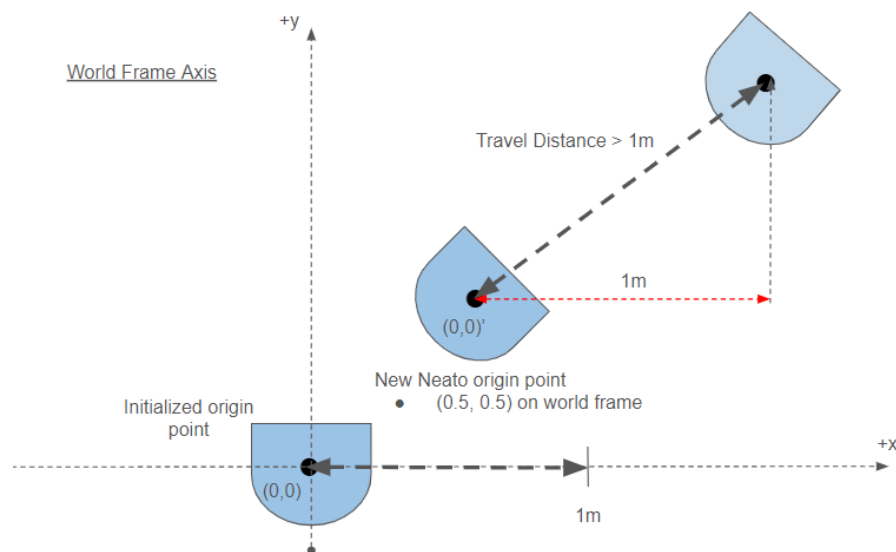 +y
World Frame Axis
Travel Distance > 1m
1m
(0,0)'
New Neato origin point
● (0.5, 0.5) on world frame
Initialized origin
point
+x
(0,0)
1m